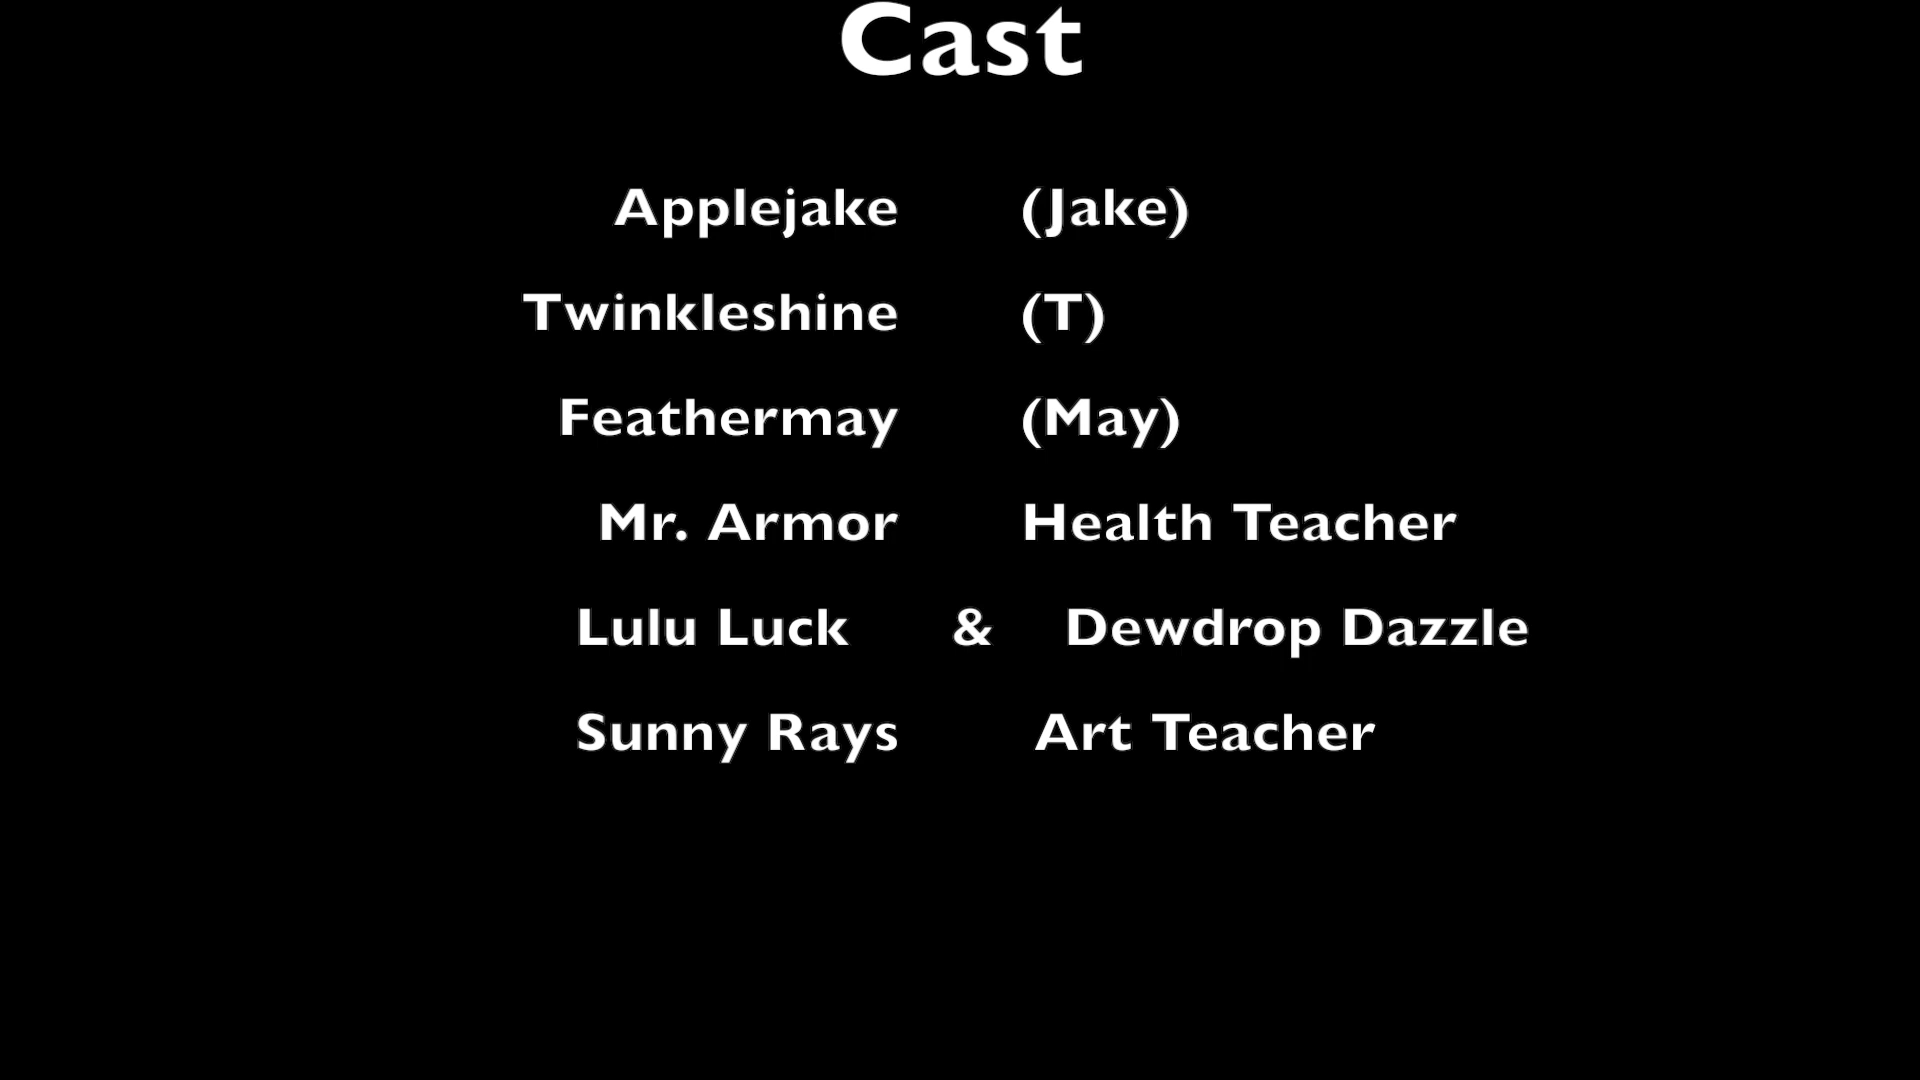 Cast
Applejake (Jake)
Twinkleshine (T)
Feathermay (May)
Mr. Armor Health Teacher
Lulu Luck & Dewdrop Dazzle
Sunny Rays Art Teacher